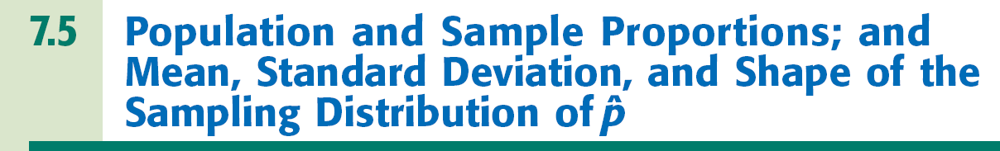 7.5 Population and Sample Proportions; and
Mean, Standard Deviation, and Shape of the
Sampling Distribution of p̂